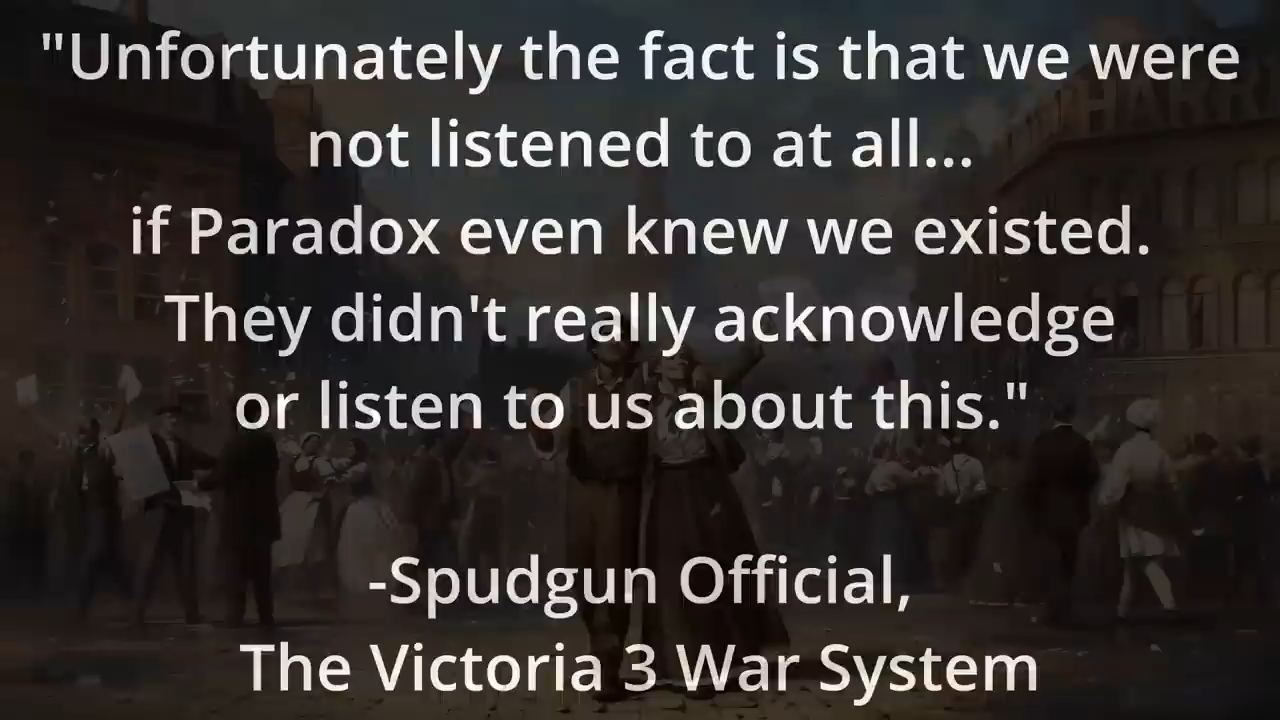 "Unfortunately the fact is that we were
not listened to at all...
if Paradox even knew we existed.
They didn't really acknowledge
or listen to us about this."
-Spudgun Official,
The Victoria 3 War System